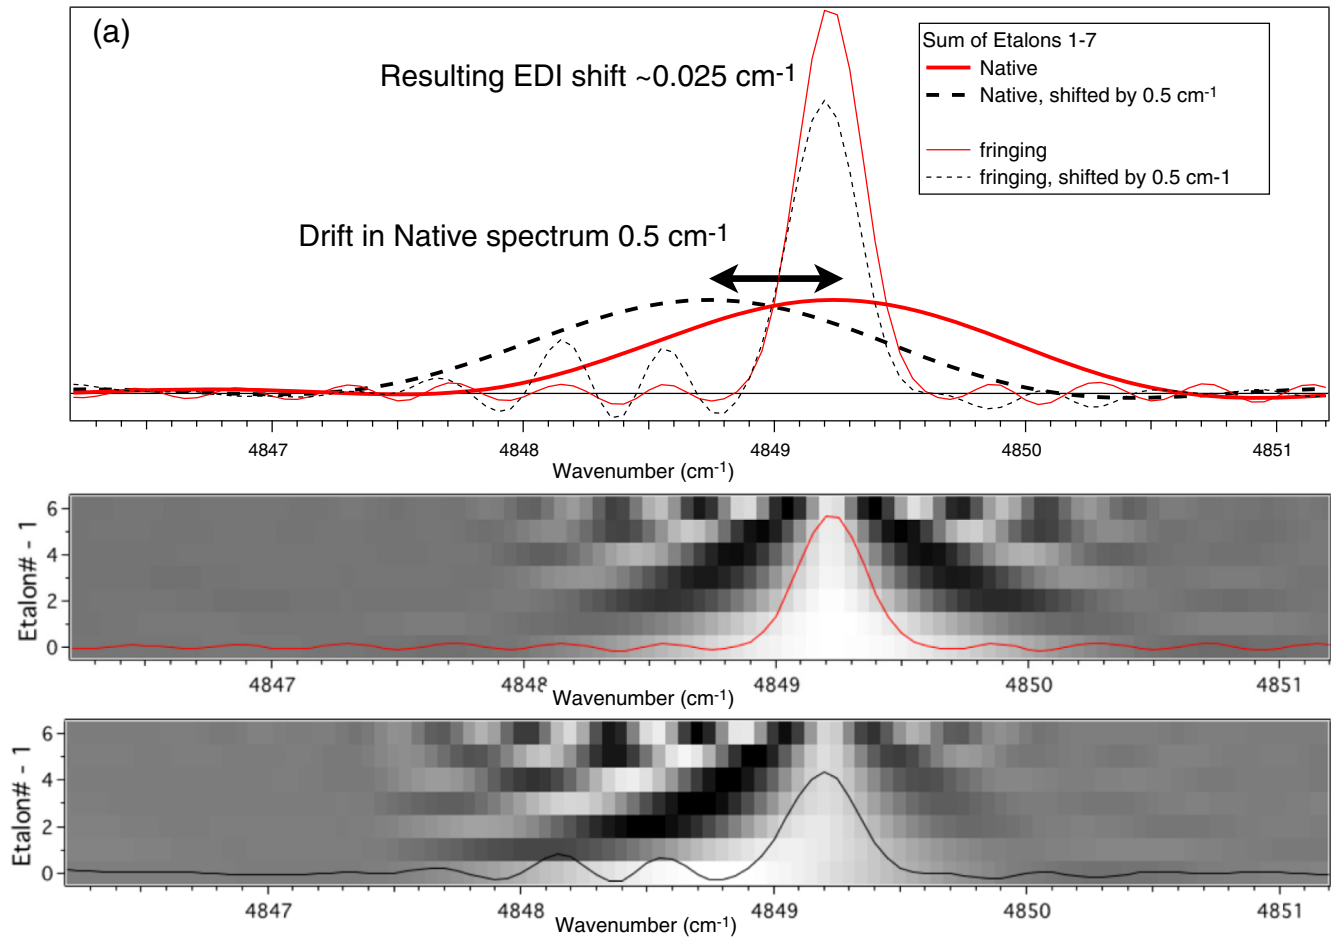 (a)
Resulting EDI shift ~0.025 cm-1
Drift in Native spectrum 0.5 cm-1
Sum of Etalons 1-7
Native
Native, shifted by 0.5 cm-1
fringing
fringing, shifted by 0.5 cm-1
4847 4848 4849 4850 4851
Wavenumber (cm-1)
Etalon# - 1
6
4
2
0
4847 4848 4849 4850 4851
Wavenumber (cm-1)
Etalon# - 1
6
4
2
0
4847 4848 4849 4850 4851
Wavenumber (cm-1)